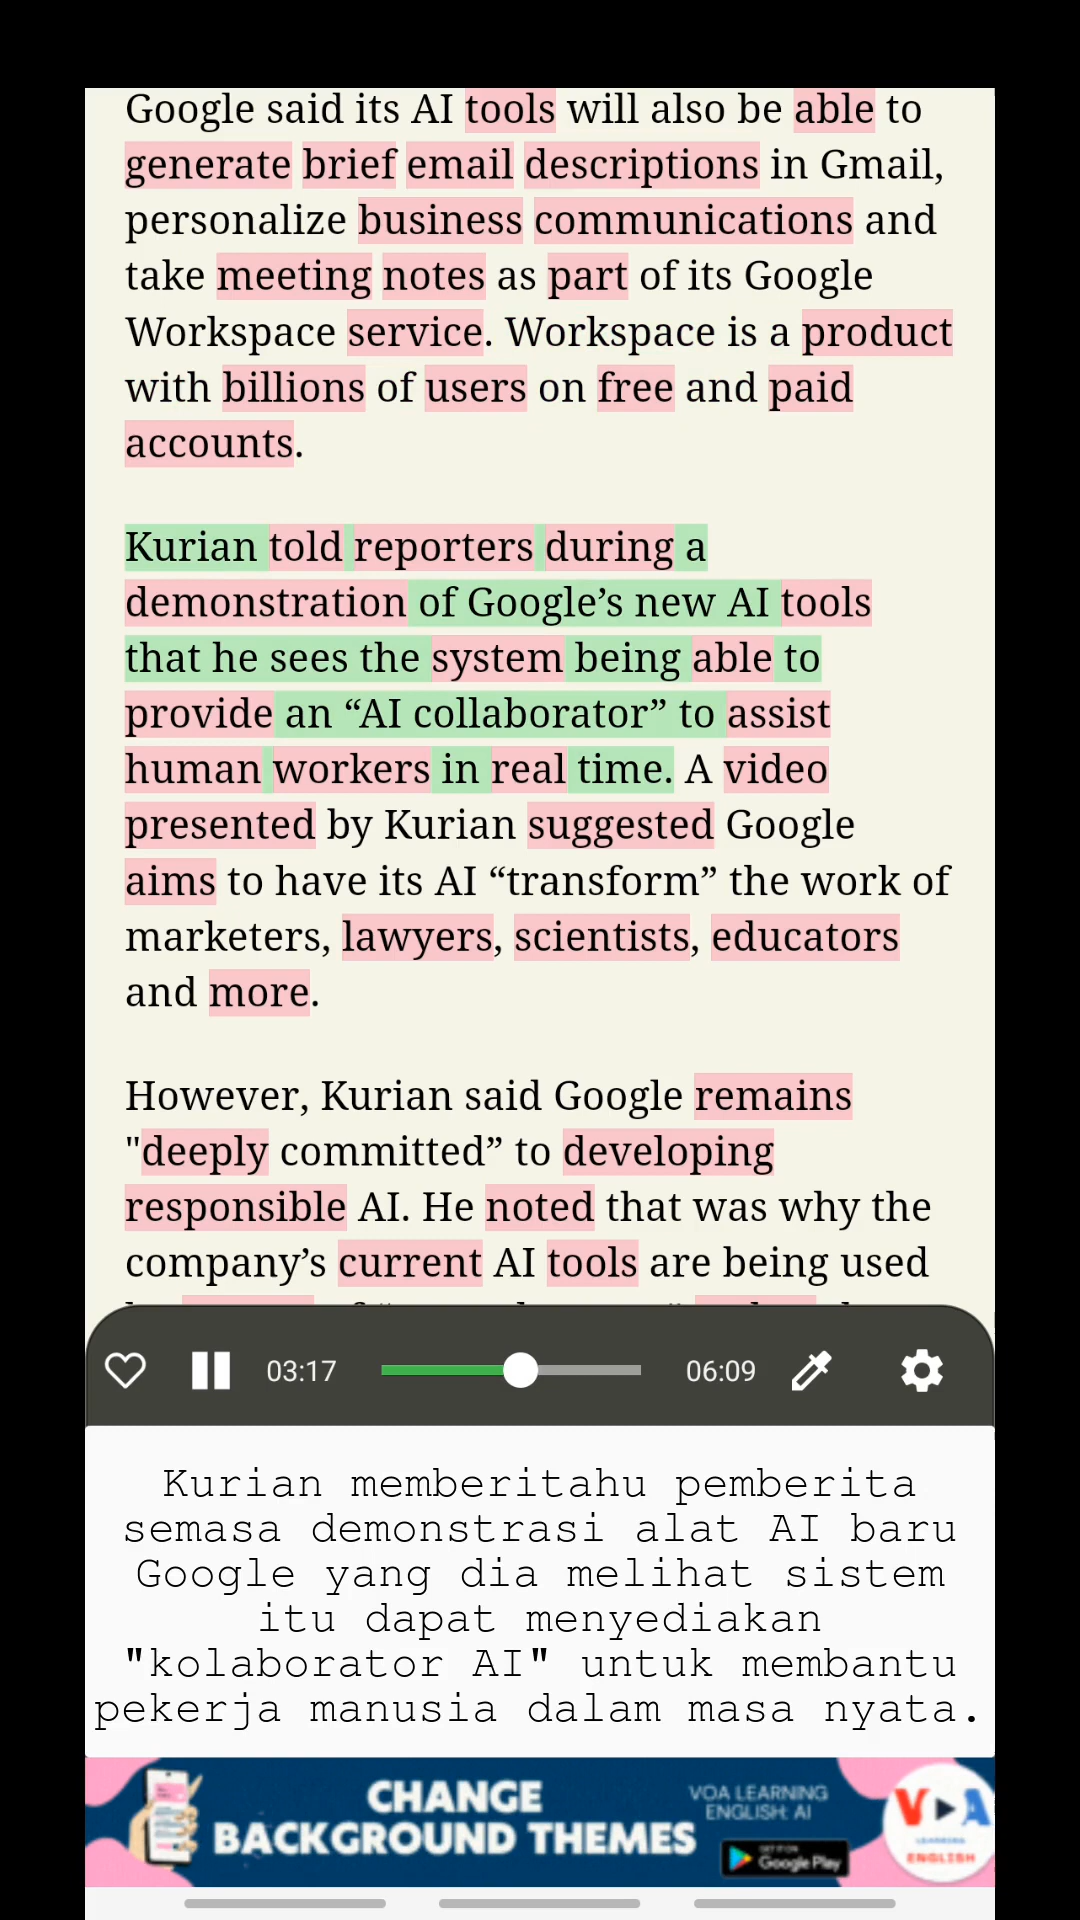 Google said its AI tools will also be able to
generate brief email descriptions in Gmail,
personalize business communications and
take meeting notes as part of its Google
Workspace service. Workspace is a product
with billions of users on free and paid
accounts.
Kurian told reporters during a
demonstration of Google’s new AI tools
that he sees the system being able to
provide an “AI collaborator” to assist
human workers in real time. A video
presented by Kurian suggested Google
aims to have its AI “transform” the work of
marketers, lawyers, scientists, educators
and more.
However, Kurian said Google remains
"deeply committed” to developing
responsible AI. He noted that was why the
company’s current AI tools are being used
03:17
06:09
Kurian memberitahu pemberita
semasa demonstrasi alat AI baru
Google yang dia melihat sistem
itu dapat menyediakan
"kolaborator AI" untuk membantu
pekerja manusia dalam masa nyata.
CHANGE
BACKGROUND THEMES
VOA LEARNING
ENGLISH: AI
GET IT ON
Google Play
VOA
LEARNING
ENGLISH